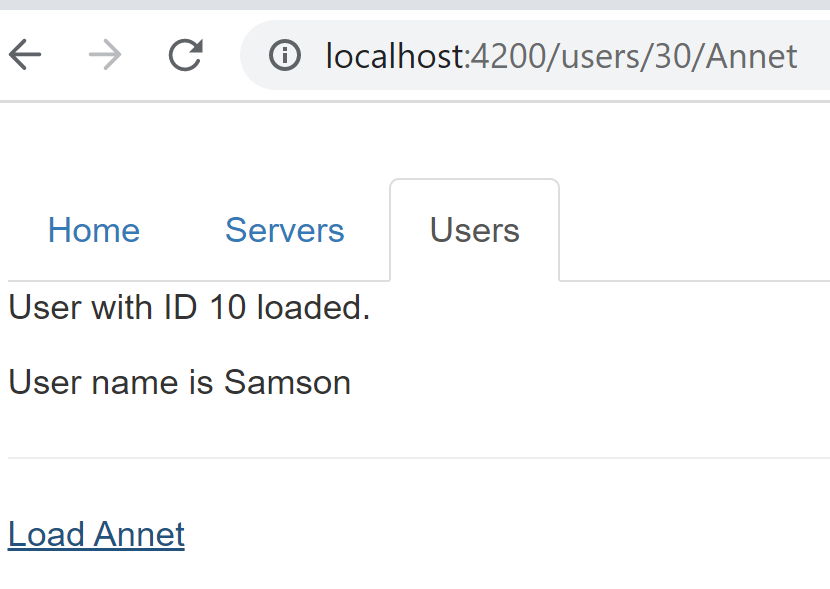 localhost:4200/users/30/Annet
Home Servers Users
User with ID 10 loaded.
User name is Samson
Load Annet